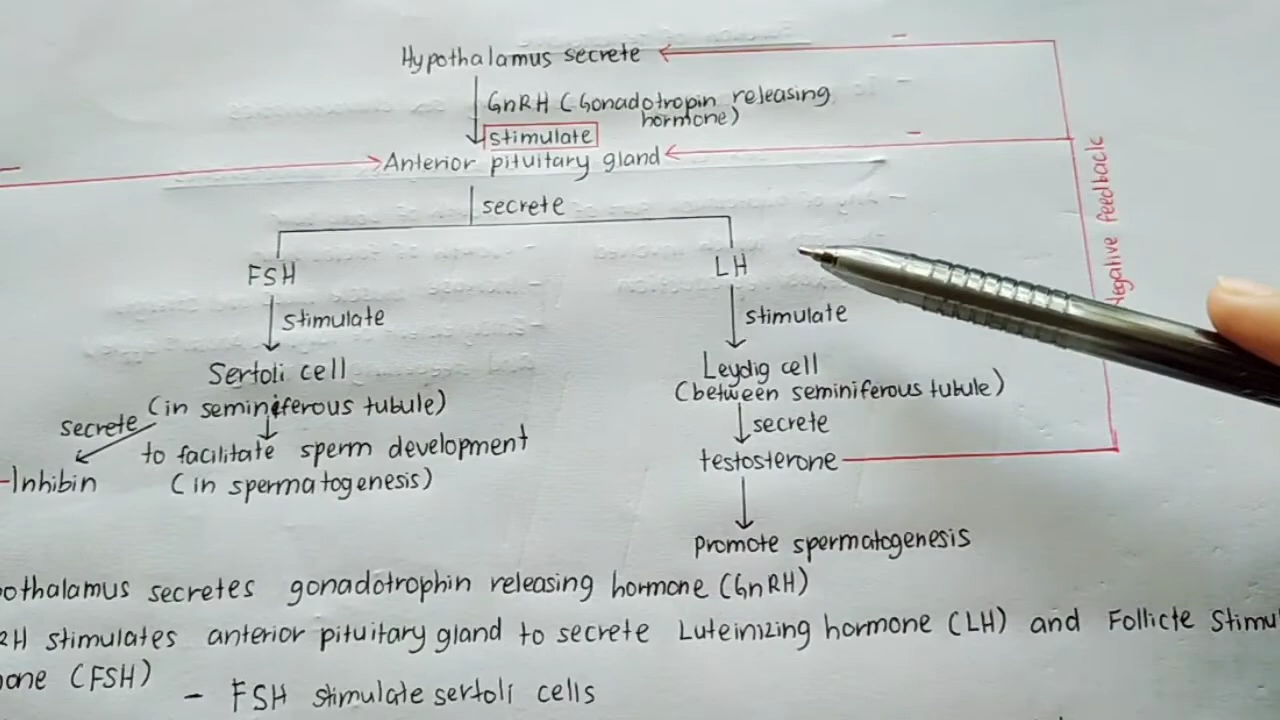 Hypothalamus secrete
GnRH (Gonadotropin releasing
hormone)
stimulate
Anterior pituitary gland
secrete
FSH
LH
stimulate
stimulate
Sertoli cell
(in seminiferous tubule)
secrete
to facilitate sperm development
(in spermatogenesis)
Inhibin
Leydig cell
(between seminiferous tubule)
secrete
testosterone
promote spermatogenesis
Negative feedback
pothalamus secretes gonadotrophin releasing hormone (GnRH)
RH stimulates anterior pituitary gland to secrete Luteinizing hormone (LH) and Follicte Stimu
one (FSH)
- FSH stimulate sertoli cells